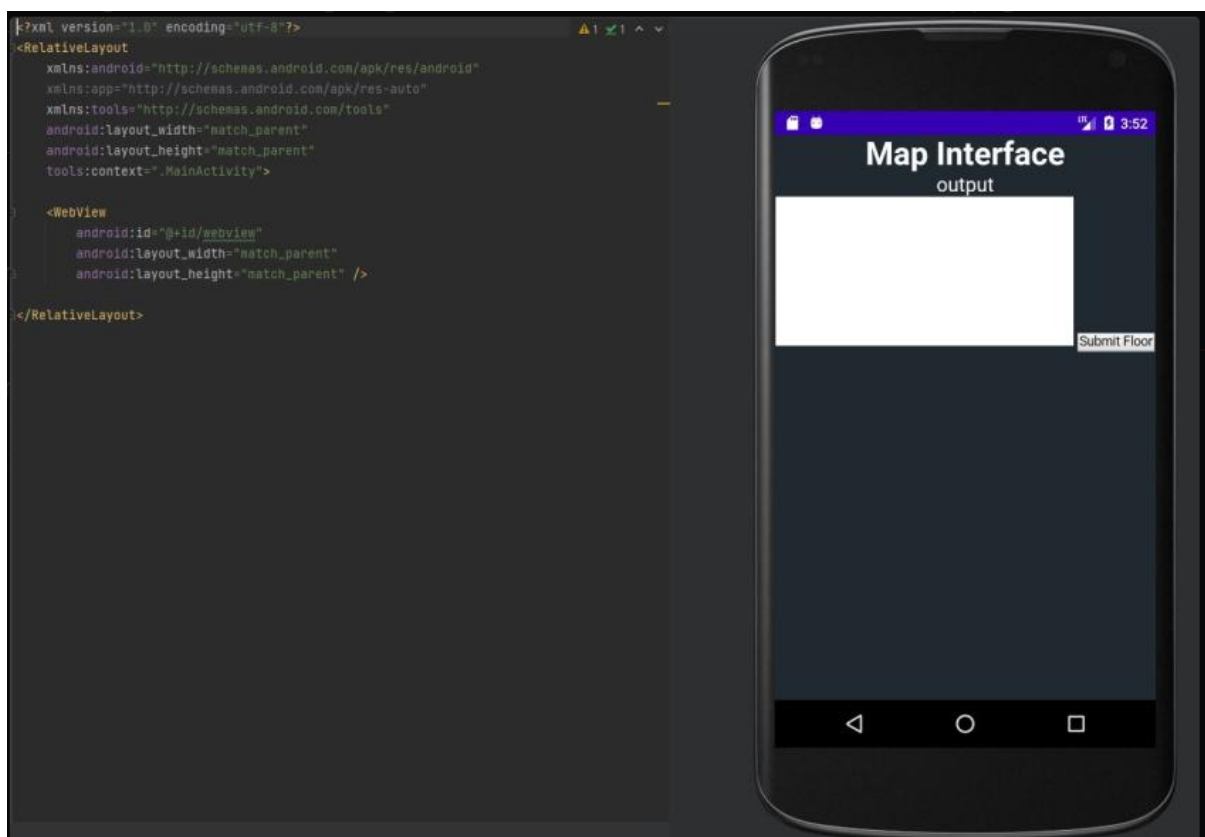 <?xml version="1.0" encoding="utf-8"?>
<RelativeLayout
xmlns:android="http://schemas.android.com/apk/res/android"
xmlns:app="http://schemas.android.com/apk/res-auto"
xmlns:tools="http://schemas.android.com/tools"
android:layout_width="match_parent"
android:layout_height="match_parent"
tools:context=".MainActivity">
<WebView
android:id="@+id/webview"
android:layout_width="match_parent"
android:layout_height="match_parent" />
</RelativeLayout>
1 1
LTE 3:52
Map Interface
output
Submit Floor